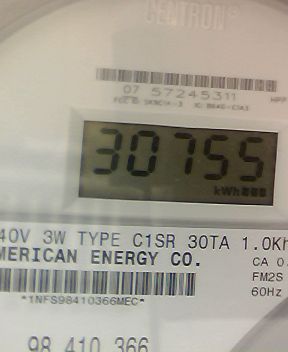 CENTRON®
07 57245311
30755
kWh
40V 3W TYPE C1SR 30TA 1.0Kh
MERICAN ENERGY CO.
CA 0.
FM2S
60Hz
*1NFS98410366MEC*
98 410 366